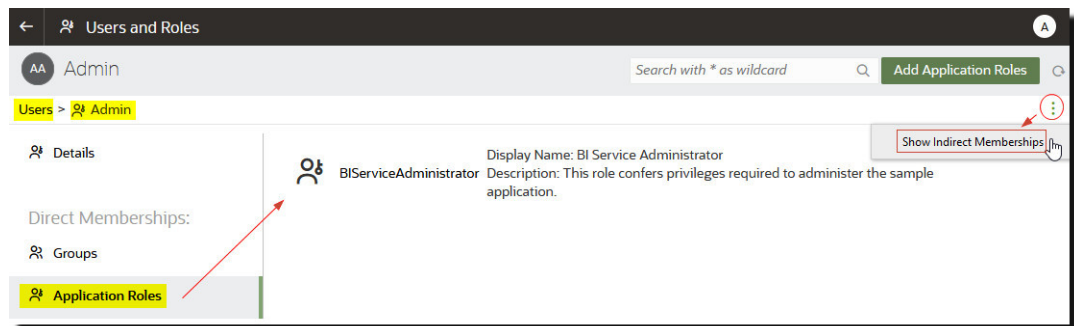 Users and Roles
A
AA
Admin
Search with * as wildcard
Add Application Roles
Users > Admin
Show Indirect Memberships
Details
BIServiceAdministrator
Display Name: BI Service Administrator
Description: This role confers privileges required to administer the sample
application.
Direct Memberships:
Groups
Application Roles